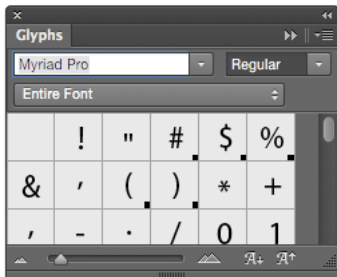 Glyphs
Myriad Pro Regular
Entire Font
! " # $ %
& ' ( ) * +
, - . / 0 1